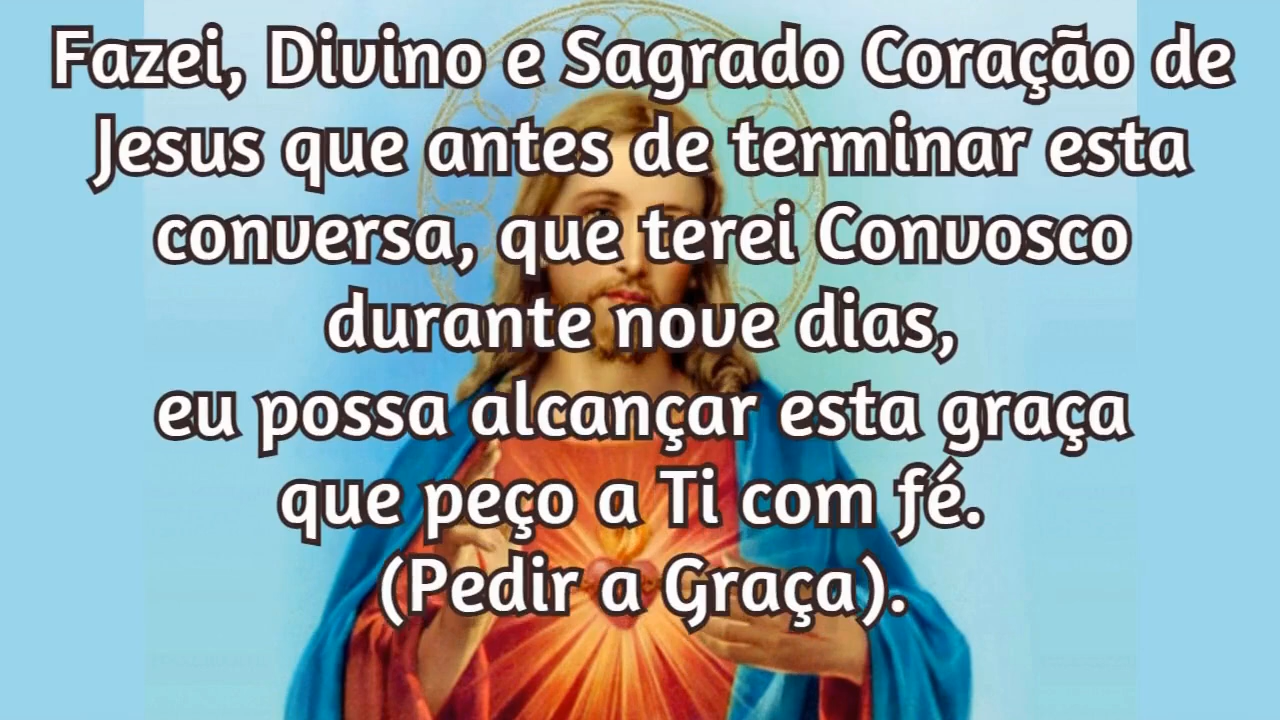 Fazei, Divino e Sagrado Coração de
Jesus que antes de terminar esta
conversa, que terei Convosco
durante nove dias,
eu possa alcançar esta graça
que peço a Ti com fé.
(Pedir a Graça).